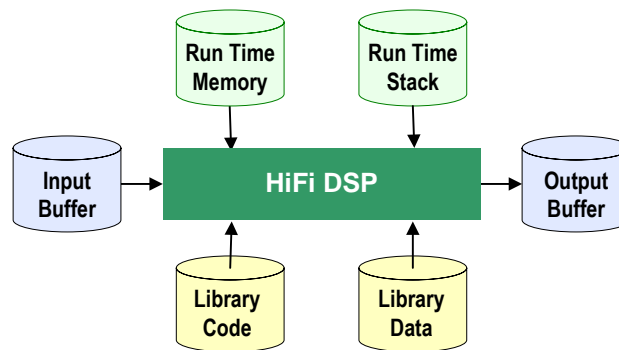 Run Time
Memory
Run Time
Stack
Input
Buffer
HiFi DSP
Output
Buffer
Library
Code
Library
Data